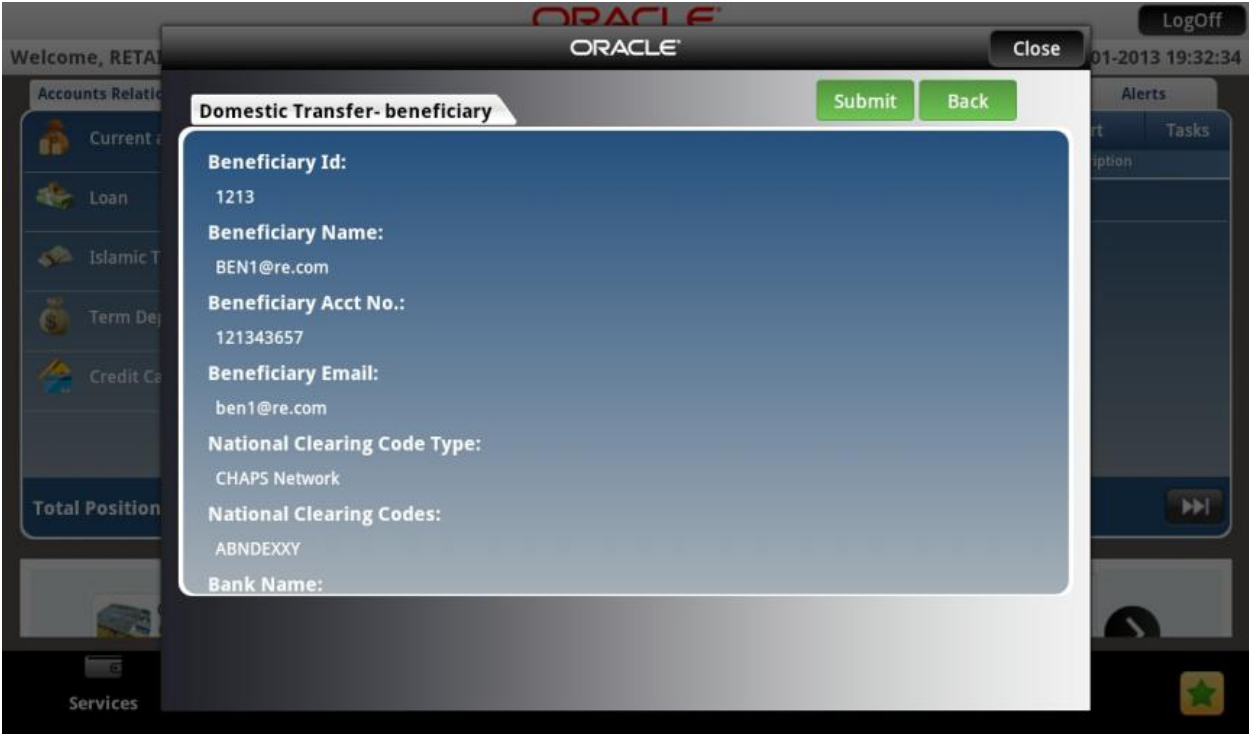 ORACLE
LogOff
Welcome, RETAI
ORACLE
Close
01-2013 19:32:34
Accounts Relatio
Domestic Transfer- beneficiary
Submit
Back
Alerts
Current a
Tasks
Beneficiary Id:
1213
Loan
Beneficiary Name:
BEN1@re.com
Islamic T
Beneficiary Acct No.:
121343657
Term Dep
Beneficiary Email:
ben1@re.com
Credit Ca
National Clearing Code Type:
CHAPS Network
Total Position
National Clearing Codes:
ABNDEXXY
Bank Name:
Services